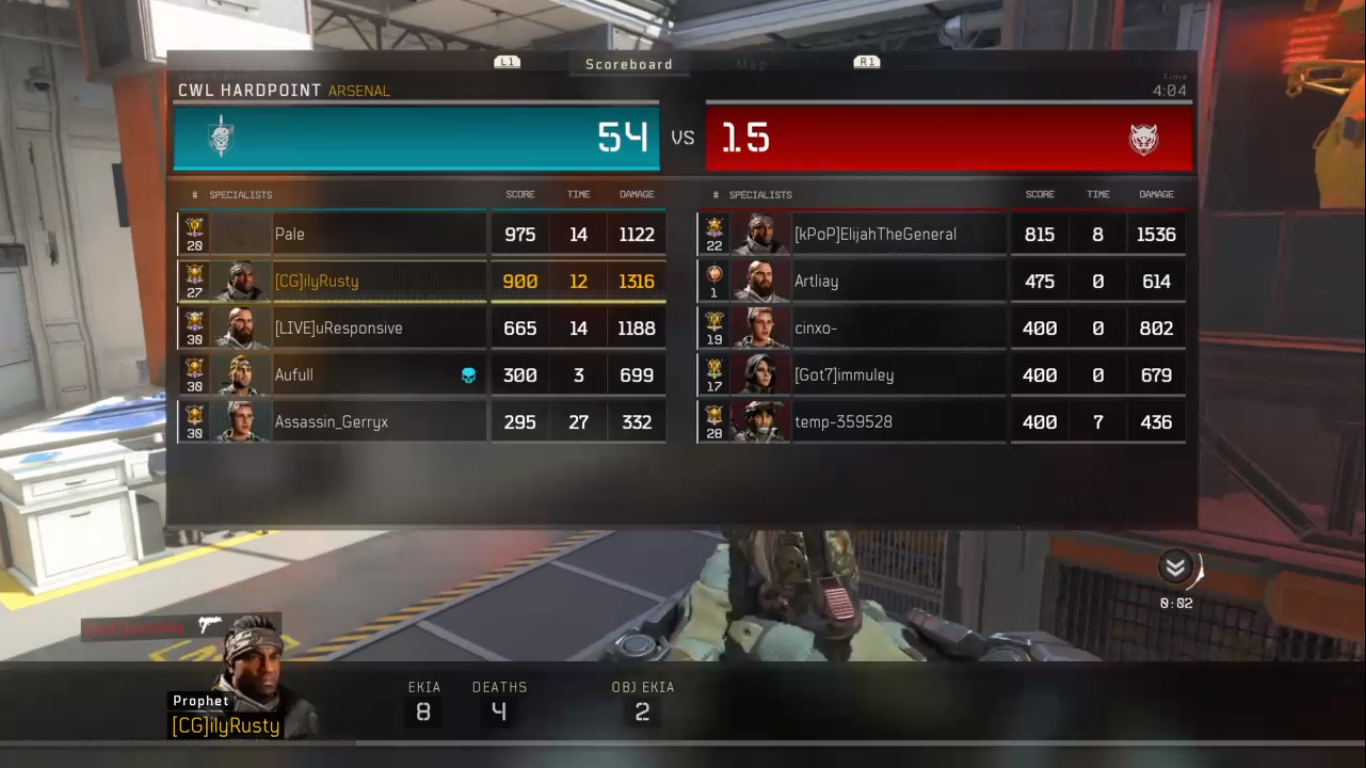 L1 Scoreboard Map R1
CWL HARDPOINT ARSENAL
Time
4:04
54 VS 15
# SPECIALISTS SCORE TIME DAMAGE
20 Pale 975 14 1122
27 [CG]ilyRusty 900 12 1316
30 [LIVE]uResponsive 665 14 1188
30 Aufull 300 3 699
30 Assassin_Gerryx 295 27 332
# SPECIALISTS SCORE TIME DAMAGE
22 [kPoP]ElijahTheGeneral 815 8 1536
1 Artliay 475 0 614
19 cinxo- 400 0 802
17 [Got7]immuley 400 0 679
28 temp-359528 400 7 436
0:02
Prophet
[CG]ilyRusty
EKIA DEATHS OBJ EKIA
8 4 2